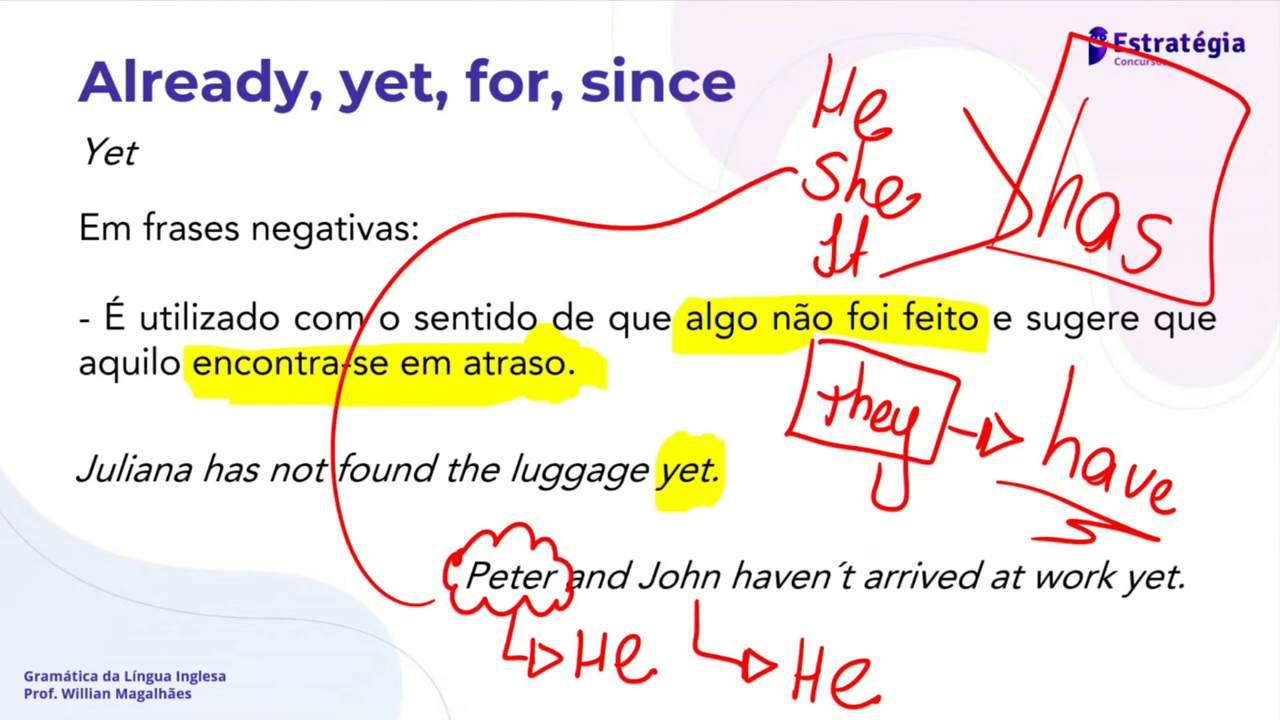 Estratégia
Concursos
Already, yet, for, since
He
She
It
has
Yet
Em frases negativas:
- É utilizado com o sentido de que algo não foi feito e sugere que
aquilo encontra-se em atraso.
they
have
Juliana has not found the luggage yet.
Peter and John haven´t arrived at work yet.
He
He
Gramática da Língua Inglesa
Prof. Willian Magalhães